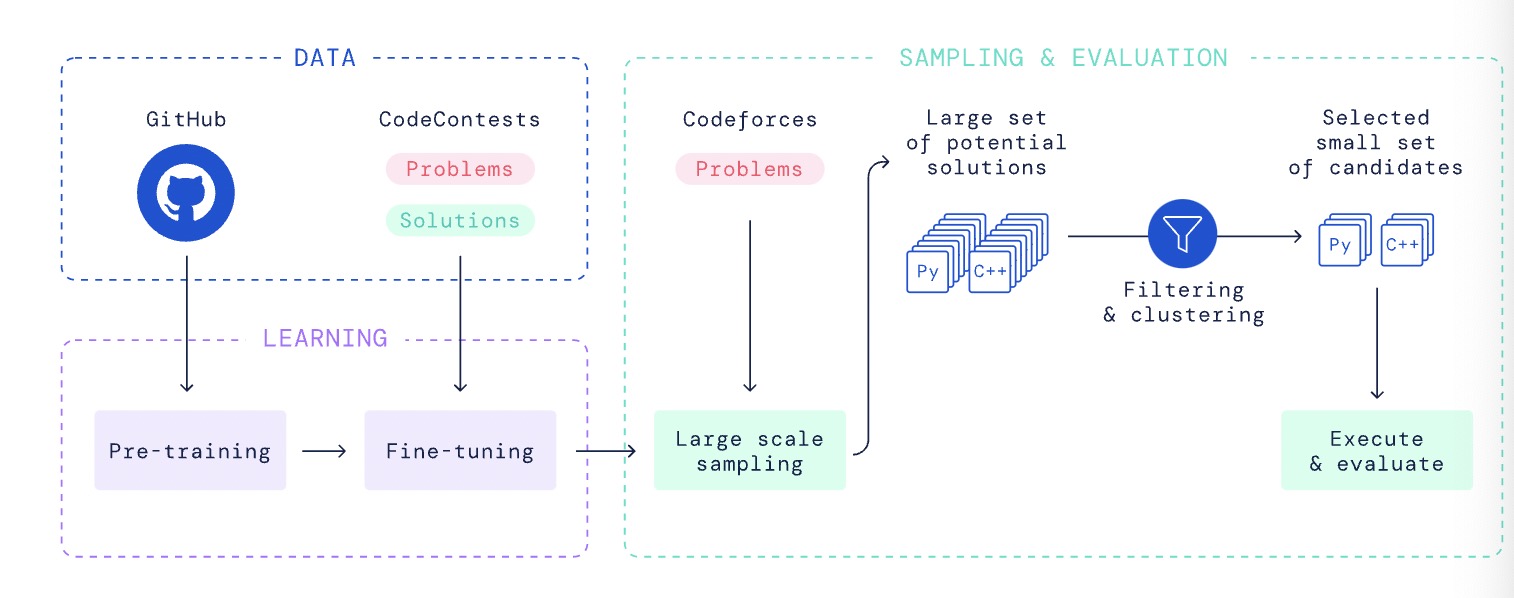 DATA
GitHub
CodeContests
Problems
Solutions
LEARNING
Pre-training
Fine-tuning
SAMPLING & EVALUATION
Codeforces
Problems
Large scale
sampling
Large set
of potential
solutions
Py
C++
Filtering
& clustering
Selected
small set
of candidates
Py
C++
Execute
& evaluate